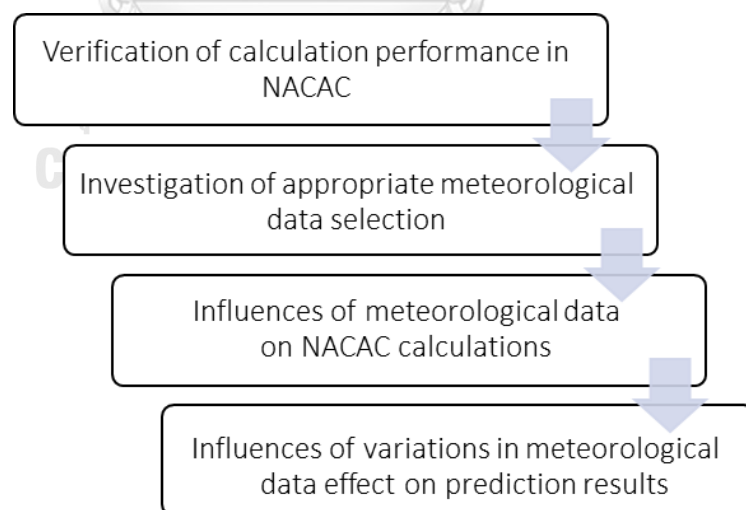 Verification of calculation performance in
NACAC
Investigation of appropriate meteorological
data selection
Influences of meteorological data
on NACAC calculations
Influences of variations in meteorological
data effect on prediction results